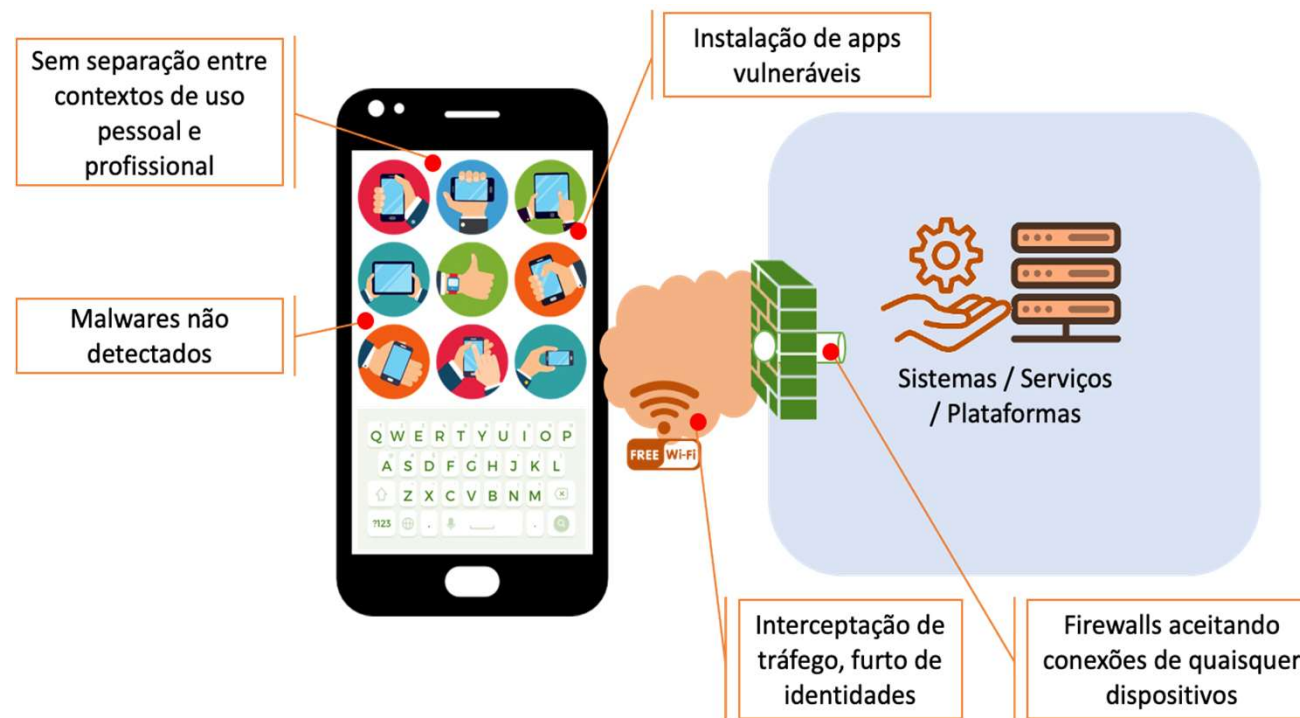 Instalação de apps
vulneráveis
Sem separação entre
contextos de uso
pessoal e
profissional
Malwares não
detectados
Q W E R T Y U I O P
A S D F G H J K L
Z X C V B N M
?123 . .
FREE Wi-Fi
Sistemas / Serviços
/ Plataformas
Interceptação de
tráfego, furto de
identidades
Firewalls aceitando
conexões de quaisquer
dispositivos